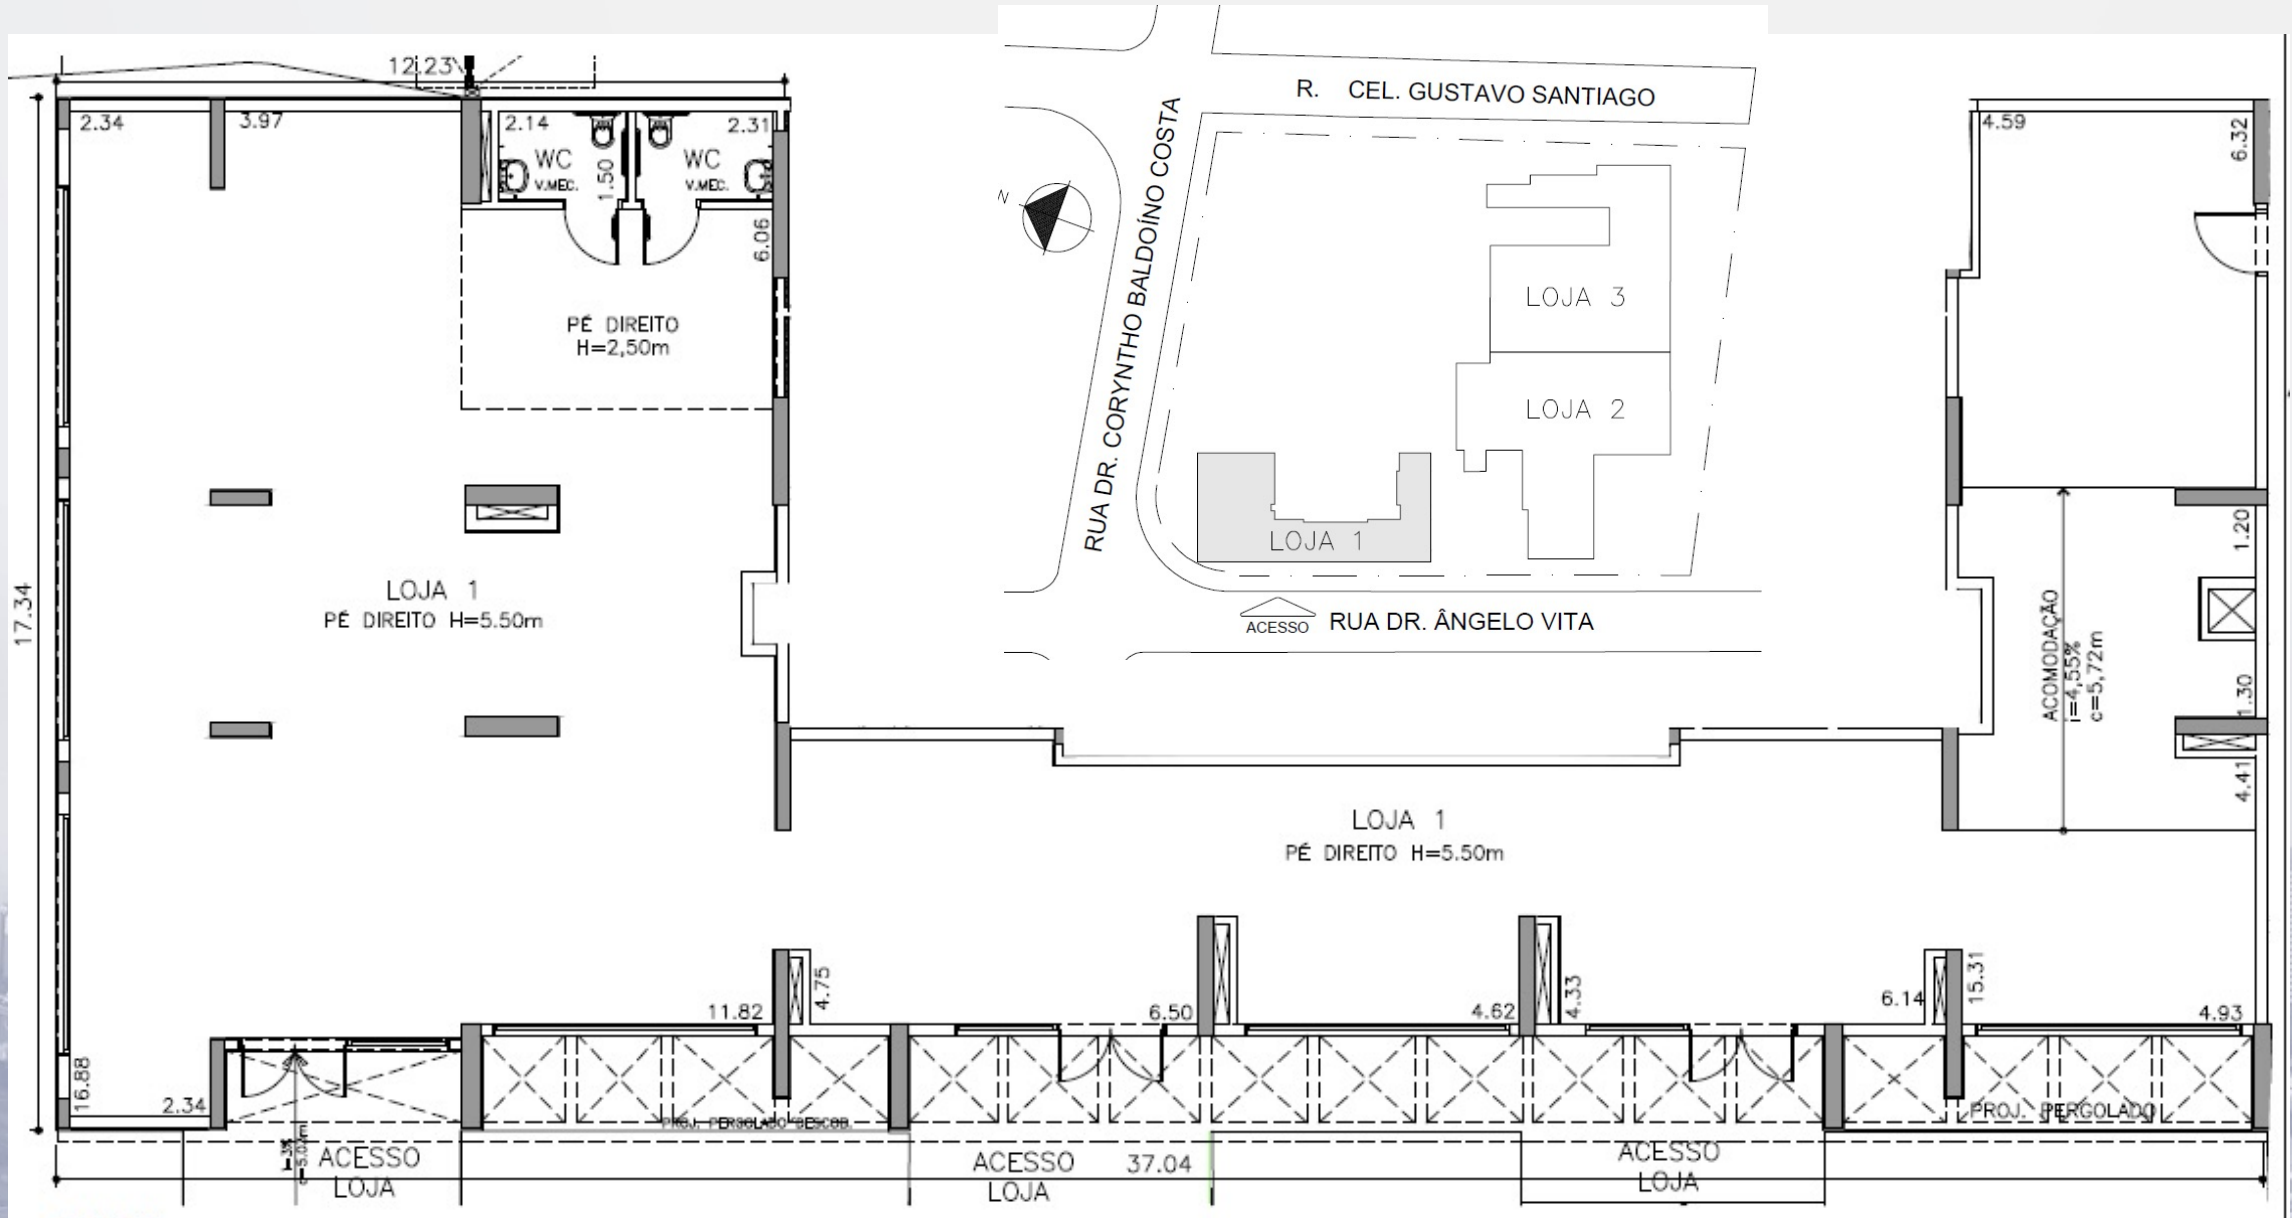 12.23
R. CEL. GUSTAVO SANTIAGO
RUA DR. CORYNTHO BALDOÍNO COSTA
N
LOJA 3
LOJA 2
LOJA 1
ACESSO
RUA DR. ÂNGELO VITA
2.34
3.97
2.14
2.31
WC
V.MEC.
1.50
WC
V.MEC.
6.06
PÉ DIREITO
H=2,50m
4.59
6.32
17.34
LOJA 1
PÉ DIREITO H=5.50m
1.20
ACOMODAÇÃO
i=4,55%
c=5,72m
1.30
4.41
LOJA 1
PÉ DIREITO H=5.50m
11.82
4.75
6.50
4.62
4.33
6.14
15.31
4.93
16.88
2.34
PROJ. PERGOLADO DESCOB.
PROJ. PERGOLADO
ACESSO
LOJA
ACESSO
LOJA
37.04
ACESSO
LOJA